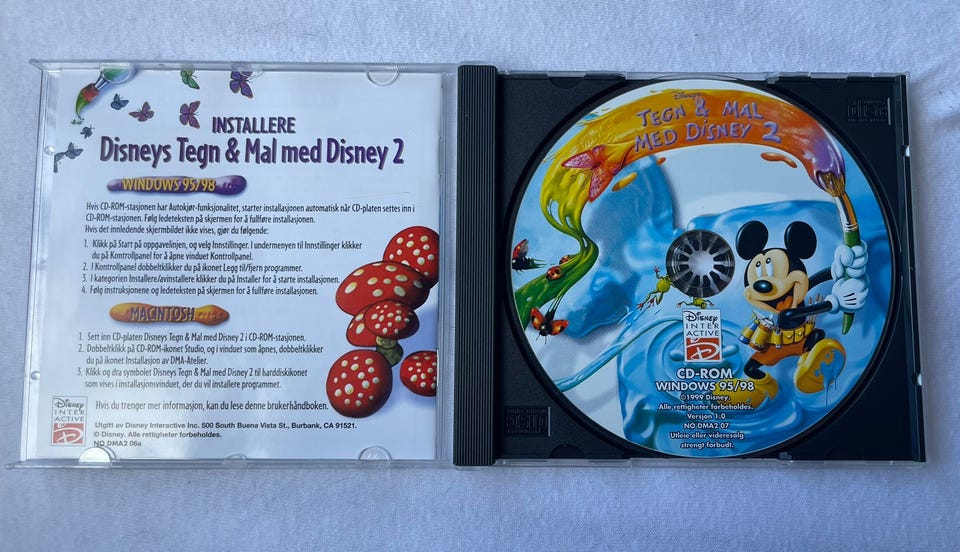 INSTALLERE
Disneys Tegn & Mal med Disney 2
WINDOWS 95/98
Hvis CD-ROM-stasjonen har Autokjør-funksjonalitet, starter installasjonen automatisk når CD-platen settes inn i
CD-ROM-stasjonen. Følg ledeteksten på skjermen for å fullføre installasjonen.
Hvis det innledende skjermbildet ikke vises, gjør du følgende:
1. Klikk på Start på oppgavelinjen, og velg Innstillinger. I undermenyen til Innstillinger klikker
du på Kontrollpanel for å åpne vinduet Kontrollpanel.
2. I Kontrollpanel dobbeltklikker du på ikonet Legg til/fjern programmer.
3. I kategorien Installere/avinstallere klikker du på Installer for å starte installasjonen.
4. Følg instruksjonene og ledeteksten på skjermen for å fullføre installasjonen.
MACINTOSH
1. Sett inn CD-platen Disneys Tegn & Mal med Disney 2 i CD-ROM-stasjonen.
2. Dobbeltklikk på CD-ROM-ikonet Studio, og i vinduet som åpnes, dobbeltklikker
du på ikonet Installasjon av DMA-Atelier.
3. Klikk og dra symbolet Disneys Tegn & Mal med Disney 2 til harddiskikonet
som vises i installasjonsvinduet, der du vil installere programmet.
Hvis du trenger mer informasjon, kan du lese denne brukerhåndboken.
Disney
INTER
ACTIVE
D
Utgitt av Disney Interactive Inc. 500 South Buena Vista St., Burbank, CA 91521.
© Disney. Alle rettigheter forbeholdes.
NO DMA2 06a
Disney's
TEGN & MAL
MED DISNEY 2
Disney
INTER
ACTIVE
D
CD-ROM
WINDOWS 95/98
©1999 Disney.
Alle rettigheter forbeholdes.
Versjon 1.0
NO DMA2 07
Utleie eller videresalg
strengt forbudt.